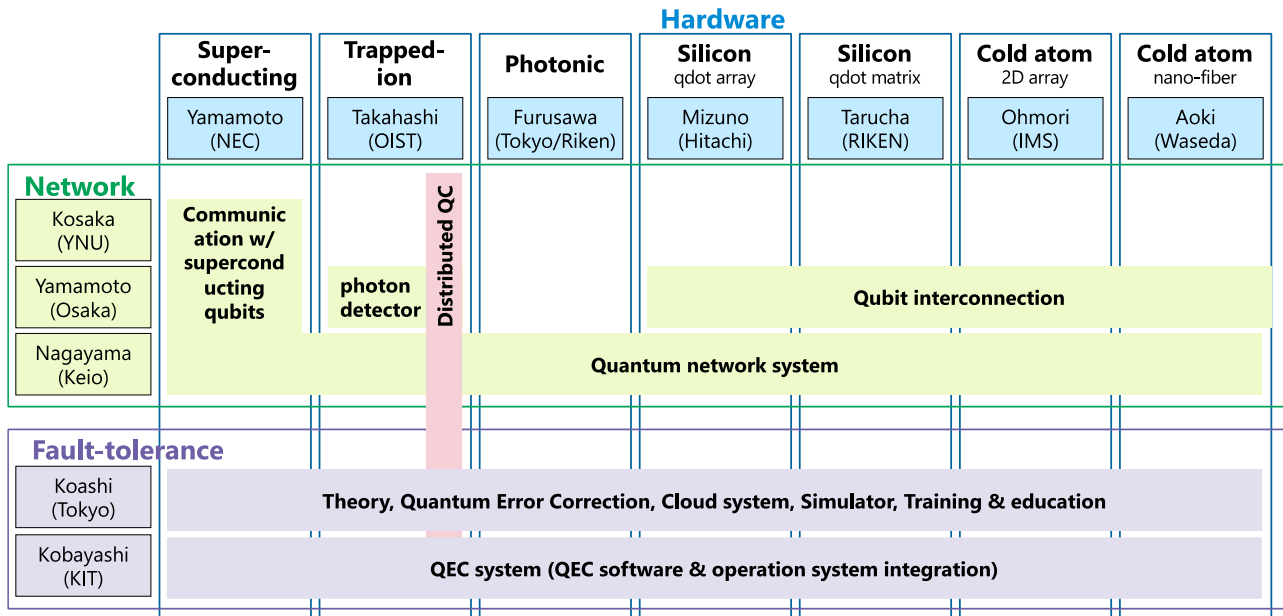 Hardware
Super-
conducting
Trapped-
ion
Photonic
Silicon
qdot array
Silicon
qdot matrix
Cold atom
2D array
Cold atom
nano-fiber
Yamamoto
(NEC)
Takahashi
(OIST)
Furusawa
(Tokyo/Riken)
Mizuno
(Hitachi)
Tarucha
(RIKEN)
Ohmori
(IMS)
Aoki
(Waseda)
Network
Kosaka
(YNU)
Yamamoto
(Osaka)
Nagayama
(Keio)
Communic
ation w/
supercond
ucting
qubits
photon
detector
Distributed QC
Qubit interconnection
Quantum network system
Fault-tolerance
Koashi
(Tokyo)
Theory, Quantum Error Correction, Cloud system, Simulator, Training & education
Kobayashi
(KIT)
QEC system (QEC software & operation system integration)